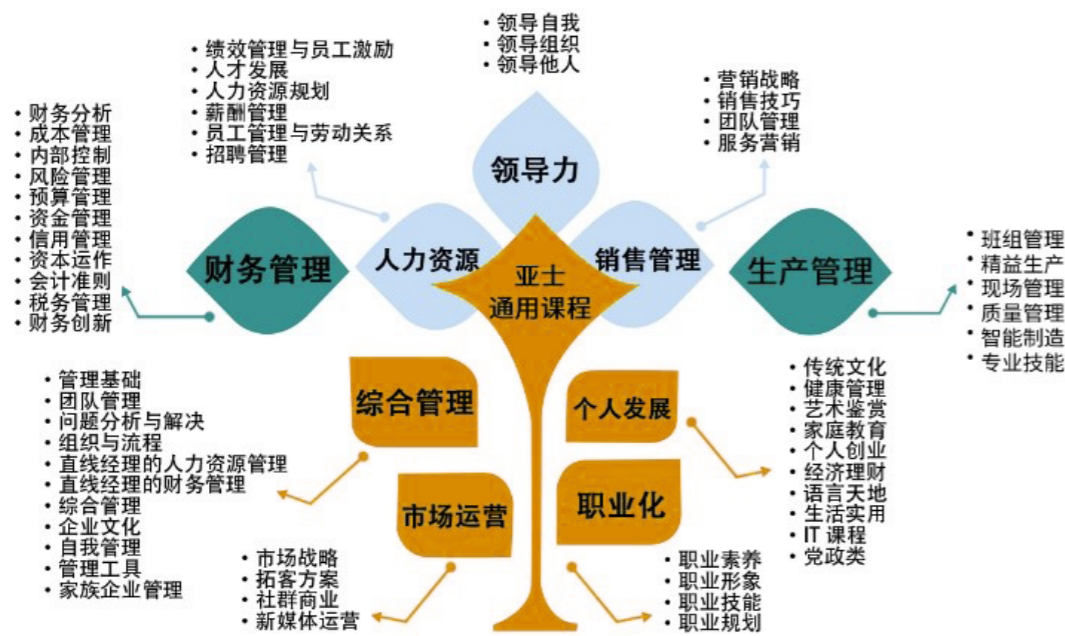 • 领导自我
• 领导组织
• 领导他人
• 绩效管理与员工激励
• 人才发展
• 人力资源规划
• 薪酬管理
• 员工管理与劳动关系
• 招聘管理
• 营销战略
• 销售技巧
• 团队管理
• 服务营销
• 财务分析
• 成本管理
• 内部控制
• 风险管理
• 预算管理
• 资金管理
• 信用管理
• 资本运作
• 会计准则
• 税务管理
• 财务创新
领导力
财务管理
人力资源
亚士
通用课程
销售管理
生产管理
• 班组管理
• 精益生产
• 现场管理
• 质量管理
• 智能制造
• 专业技能
• 管理基础
• 团队管理
• 问题分析与解决
• 组织与流程
• 直线经理的人力资源管理
• 直线经理的财务管理
• 综合管理
• 企业文化
• 自我管理
• 管理工具
• 家族企业管理
综合管理
个人发展
• 传统文化
• 健康管理
• 艺术鉴赏
• 家庭教育
• 个人创业
• 经济理财
• 语言天地
• 生活实用
• IT 课程
• 党政类
市场运营
职业化
• 市场战略
• 拓客方案
• 社群商业
• 新媒体运营
• 职业素养
• 职业形象
• 职业技能
• 职业规划